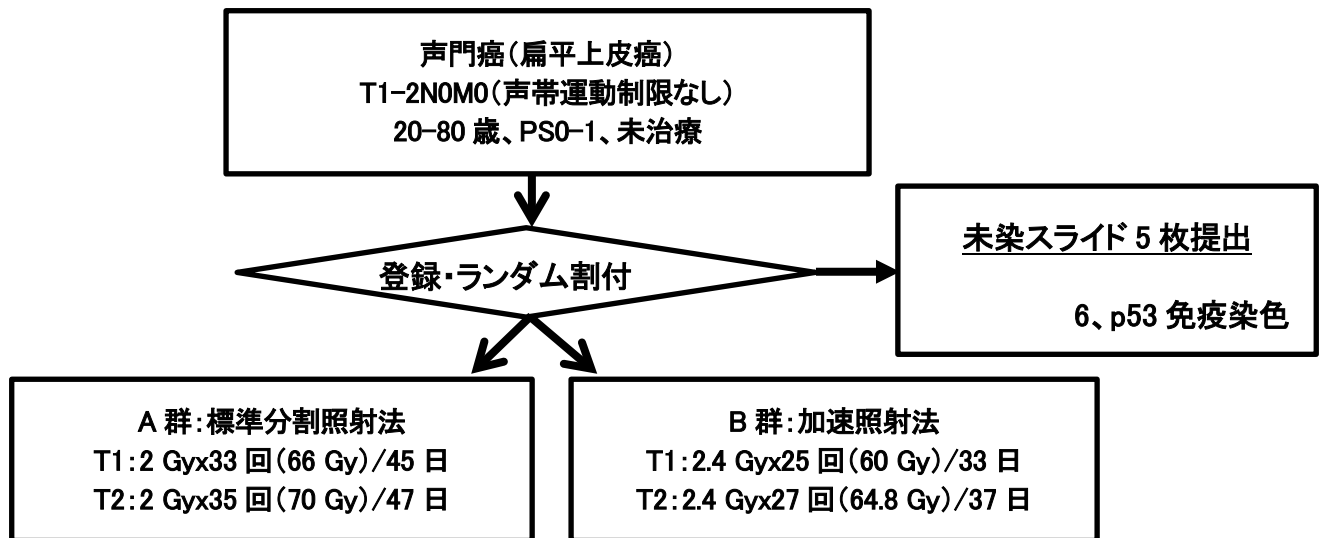 声門癌(扁平上皮癌)
T1-2N0M0(声帯運動制限なし)
20-80 歳、PS0-1、未治療
登録・ランダム割付
未染スライド 5 枚提出
6、p53 免疫染色
A 群:標準分割照射法
T1:2 Gyx33 回(66 Gy)/45 日
T2:2 Gyx35 回(70 Gy)/47 日
B 群:加速照射法
T1:2.4 Gyx25 回(60 Gy)/33 日
T2:2.4 Gyx27 回(64.8 Gy)/37 日